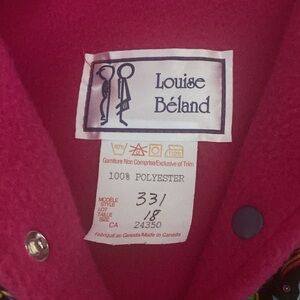 Louise
Béland
Garniture Non Comprise/Exclusive of Trim
100% POLYESTER
MODÈLE
STYLE 331
LOT
TAILLE 18
SIZE
CA 24350
Fabriqué au Canada/Made in Canada